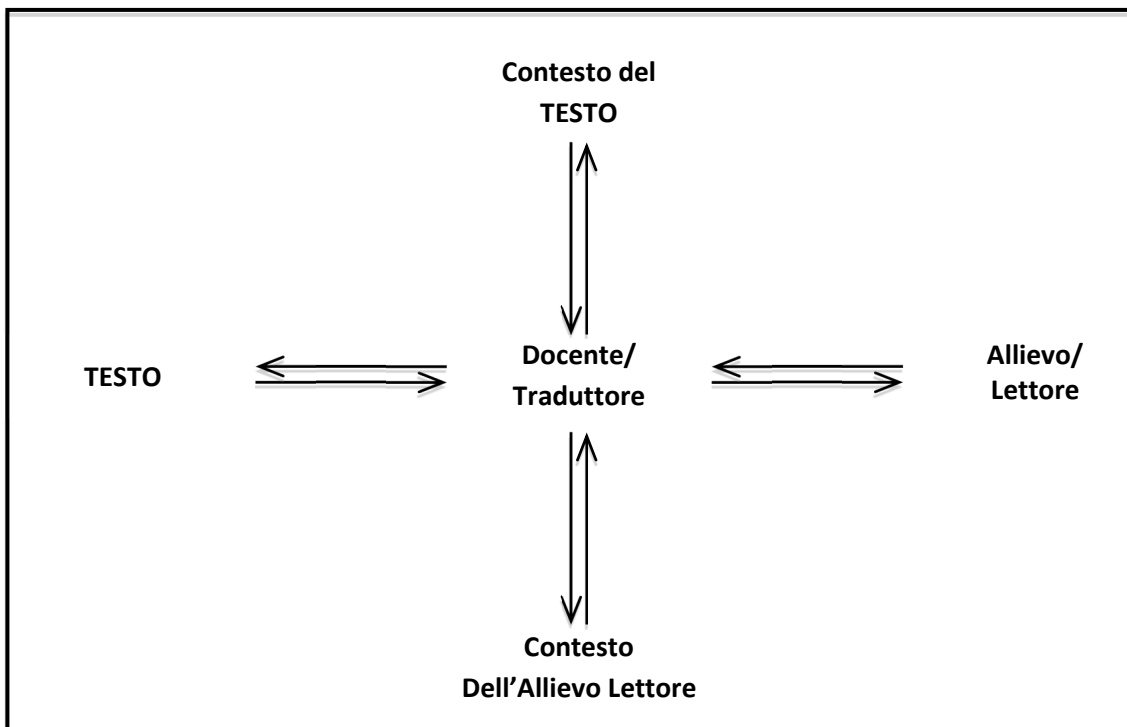 Contesto del
TESTO
TESTO
Docente/
Traduttore
Allievo/
Lettore
Contesto
Dell’Allievo Lettore